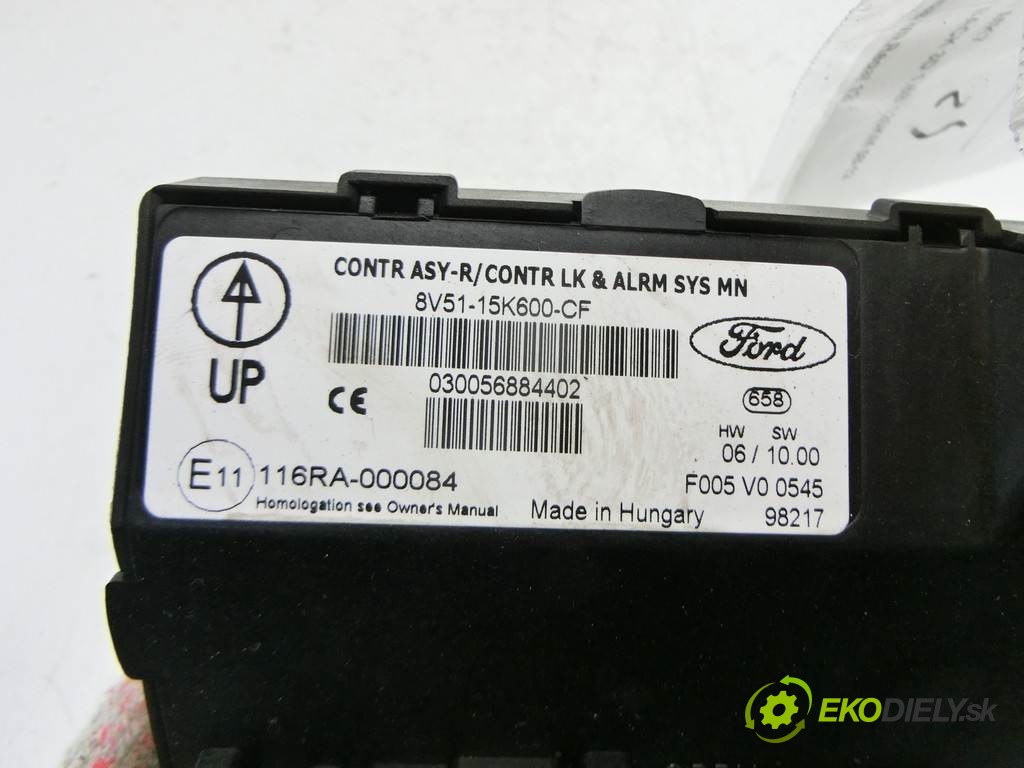 CONTR ASY-R/CONTR LK & ALRM SYS MN
8V51-15K600-CF
Ford
UP
CE
030056884402
658
HW SW
06 / 10.00
E11 116RA-000084
F005 V0 0545
Homologation see Owner's Manual
Made in Hungary
98217
EKODIELY.sk